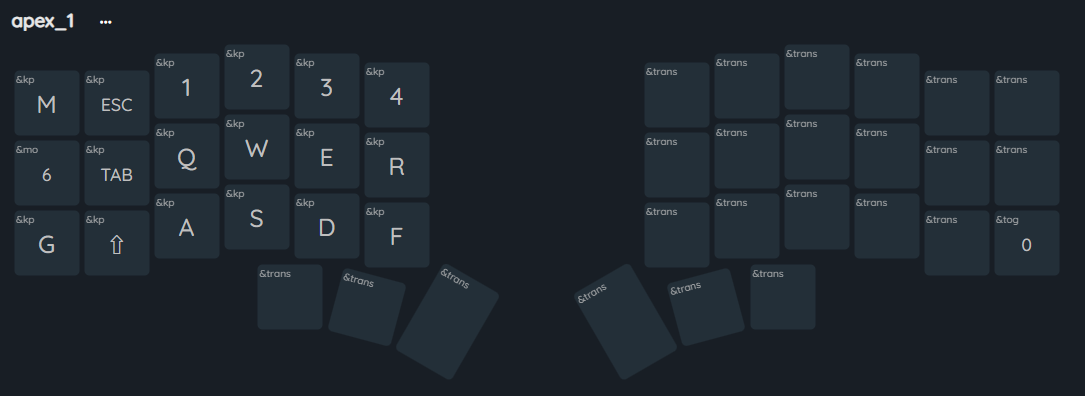 apex_1 ...
&kp M &kp ESC &kp 1 &kp 2 &kp 3 &kp 4 &trans &trans &trans &trans &trans &trans
&mo 6 &kp TAB &kp Q &kp W &kp E &kp R &trans &trans &trans &trans &trans &trans
&kp G &kp ⇧ &kp A &kp S &kp D &kp F &trans &trans &trans &trans &trans &tog 0
&trans &trans &trans &trans &trans &trans